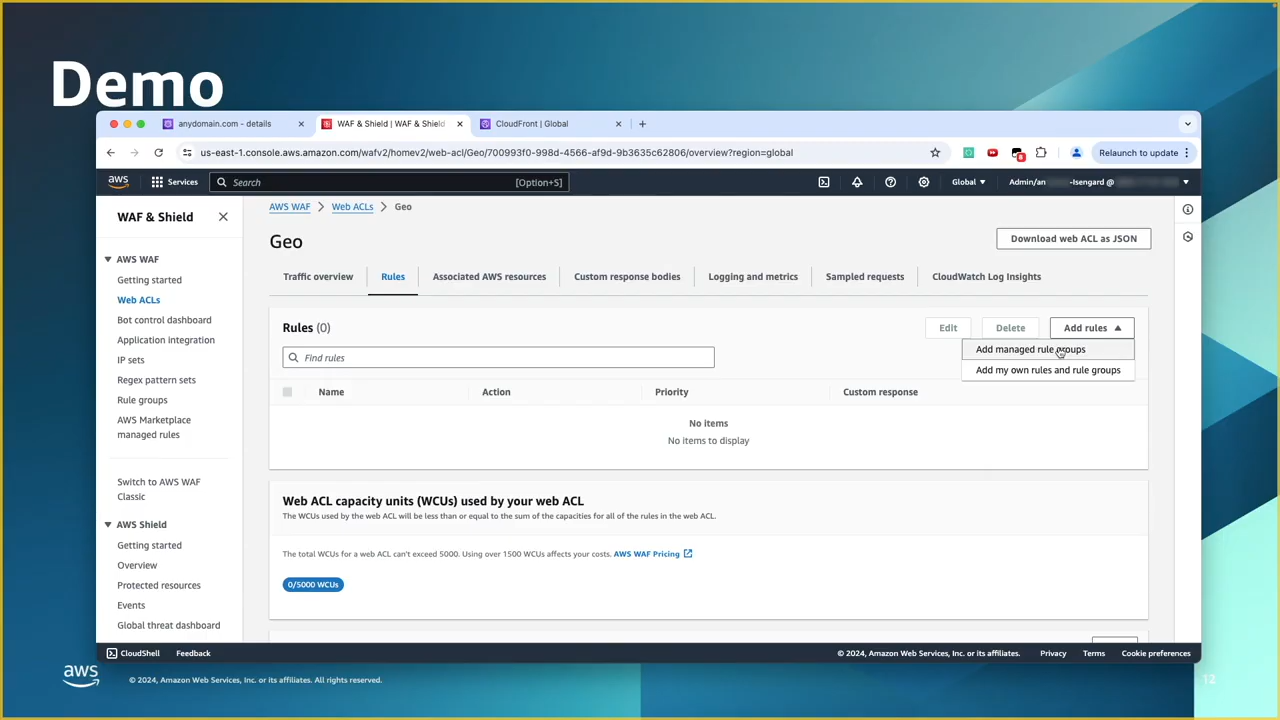 Demo
anydomain.com - details
WAF & Shield | WAF & Shield
CloudFront | Global
us-east-1.console.aws.amazon.com/wafv2/homev2/web-acl/Geo/700993f0-998d-4566-af9d-9b3635c62806/overview?region=global
8
Relaunch to update
aws
Services
Search
[Option+S]
Global
Admin/an
-Isengard @
WAF & Shield
AWS WAF
Getting started
Web ACLs
Bot control dashboard
Application integration
IP sets
Regex pattern sets
Rule groups
AWS Marketplace
managed rules
Switch to AWS WAF
Classic
AWS Shield
Getting started
Overview
Protected resources
Events
Global threat dashboard
AWS WAF
Web ACLs
Geo
Geo
Download web ACL as JSON
Traffic overview
Rules
Associated AWS resources
Custom response bodies
Logging and metrics
Sampled requests
CloudWatch Log Insights
Rules (0)
Edit
Delete
Add rules
Add managed rule groups
Add my own rules and rule groups
Find rules
Name
Action
Priority
Custom response
No items
No items to display
Web ACL capacity units (WCUs) used by your web ACL
The WCUs used by the web ACL will be less than or equal to the sum of the capacities for all of the rules in the web ACL.
The total WCUs for a web ACL can't exceed 5000. Using over 1500 WCUs affects your costs. AWS WAF Pricing
0/5000 WCUs
CloudShell
Feedback
© 2024, Amazon Web Services, Inc. or its affiliates.
Privacy
Terms
Cookie preferences
aws
© 2024, Amazon Web Services, Inc. or its affiliates. All rights reserved.
12